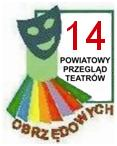 14
POWIATOWY
PRZEGLĄD
TEATRÓW
OBRZĘDOWYCH